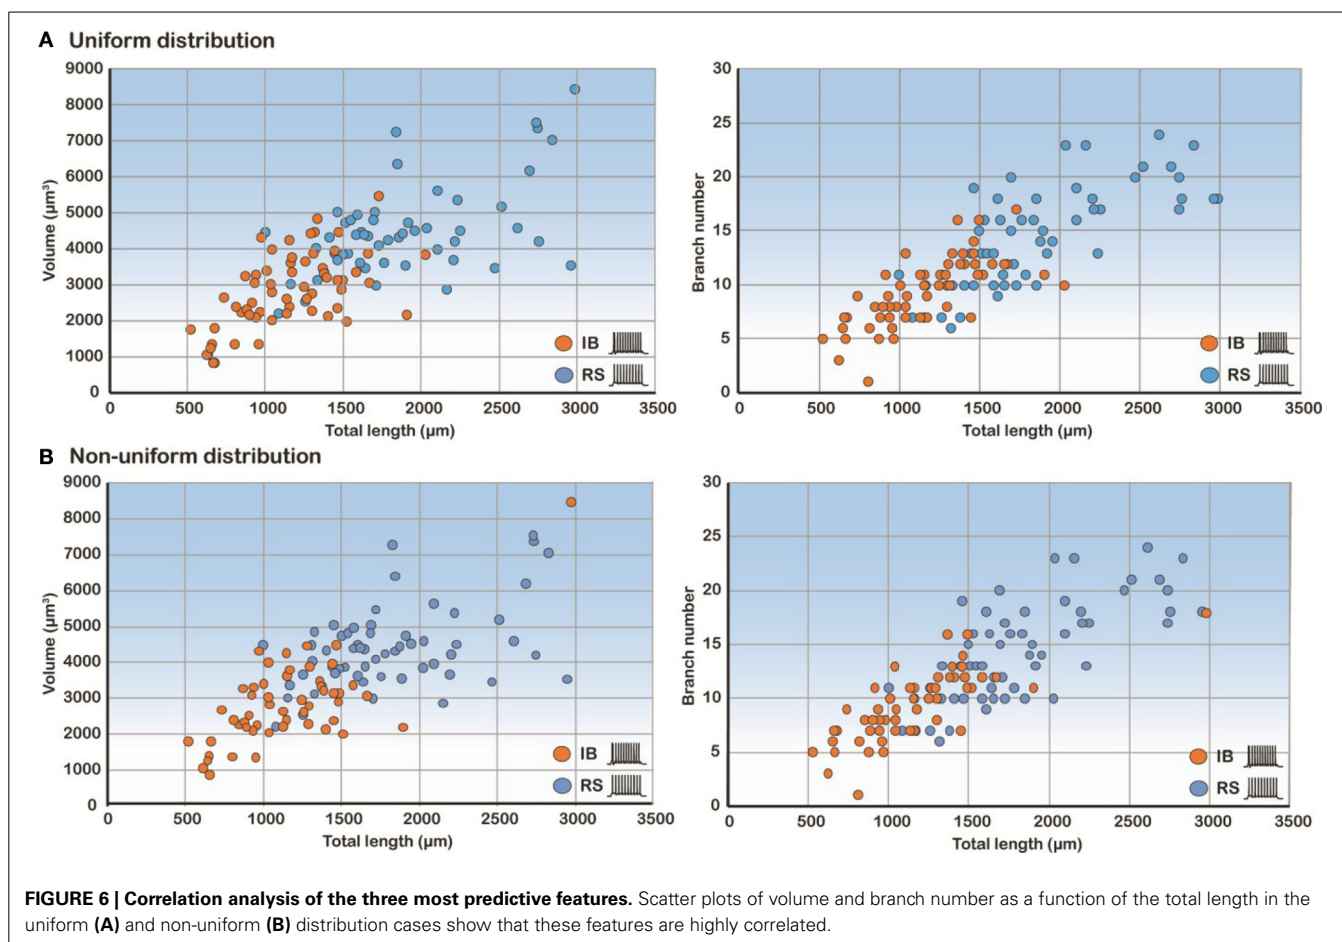 A Uniform distribution
9000
8000
7000
6000
5000
4000
3000
2000
1000
0
Volume (µm³)
0 500 1000 1500 2000 2500 3000 3500
Total length (µm)
IB
RS
30
25
20
15
10
5
0
Branch number
0 500 1000 1500 2000 2500 3000 3500
Total length (µm)
IB
RS
B Non-uniform distribution
9000
8000
7000
6000
5000
4000
3000
2000
1000
0
Volume (µm³)
0 500 1000 1500 2000 2500 3000 3500
Total length (µm)
IB
RS
30
25
20
15
10
5
0
Branch number
0 500 1000 1500 2000 2500 3000 3500
Total length (µm)
IB
RS
FIGURE 6 | Correlation analysis of the three most predictive features. Scatter plots of volume and branch number as a function of the total length in the
uniform (A) and non-uniform (B) distribution cases show that these features are highly correlated.